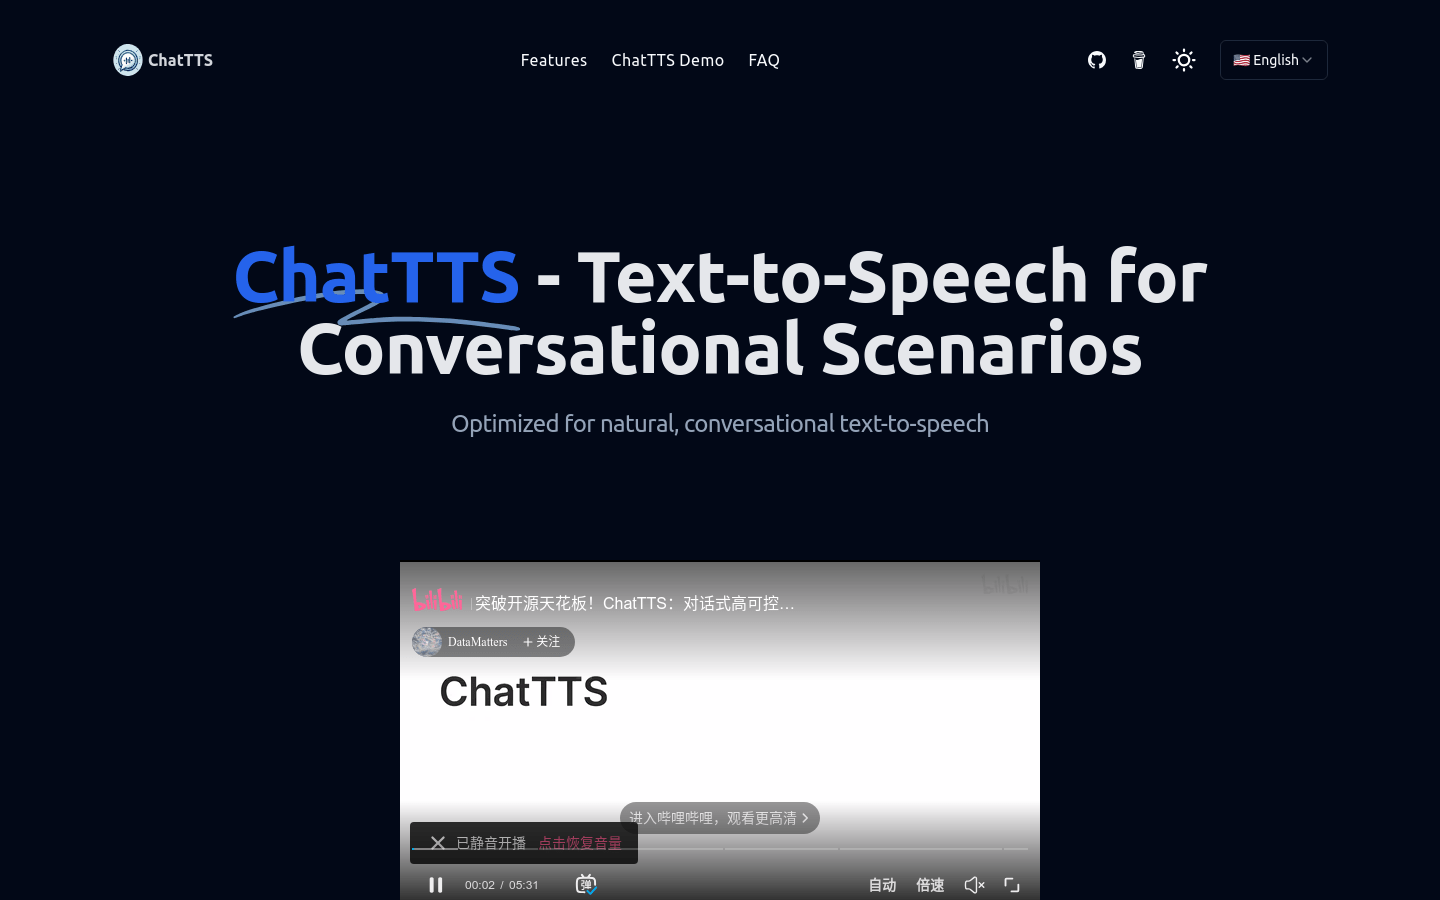 ChatTTS
Features ChatTTS Demo FAQ
English
ChatTTS - Text-to-Speech for
Conversational Scenarios
Optimized for natural, conversational text-to-speech
bilibili
突破开源天花板！ChatTTS：对话式高可控...
bilibili
DataMatters + 关注
ChatTTS
进入哔哩哔哩，观看更高清
已静音开播 点击恢复音量
00:02 / 05:31
弹
自动 倍速